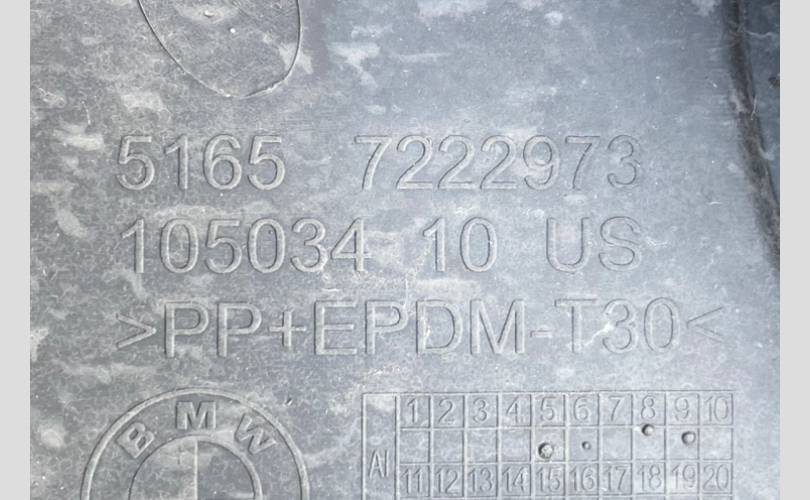 5165 7222973
105034 10 US
>PP+EPDM-T30<
BMW
1 2 3 4 5 6 7 8 9 10
AI
11 12 13 14 15 16 17 18 19 20